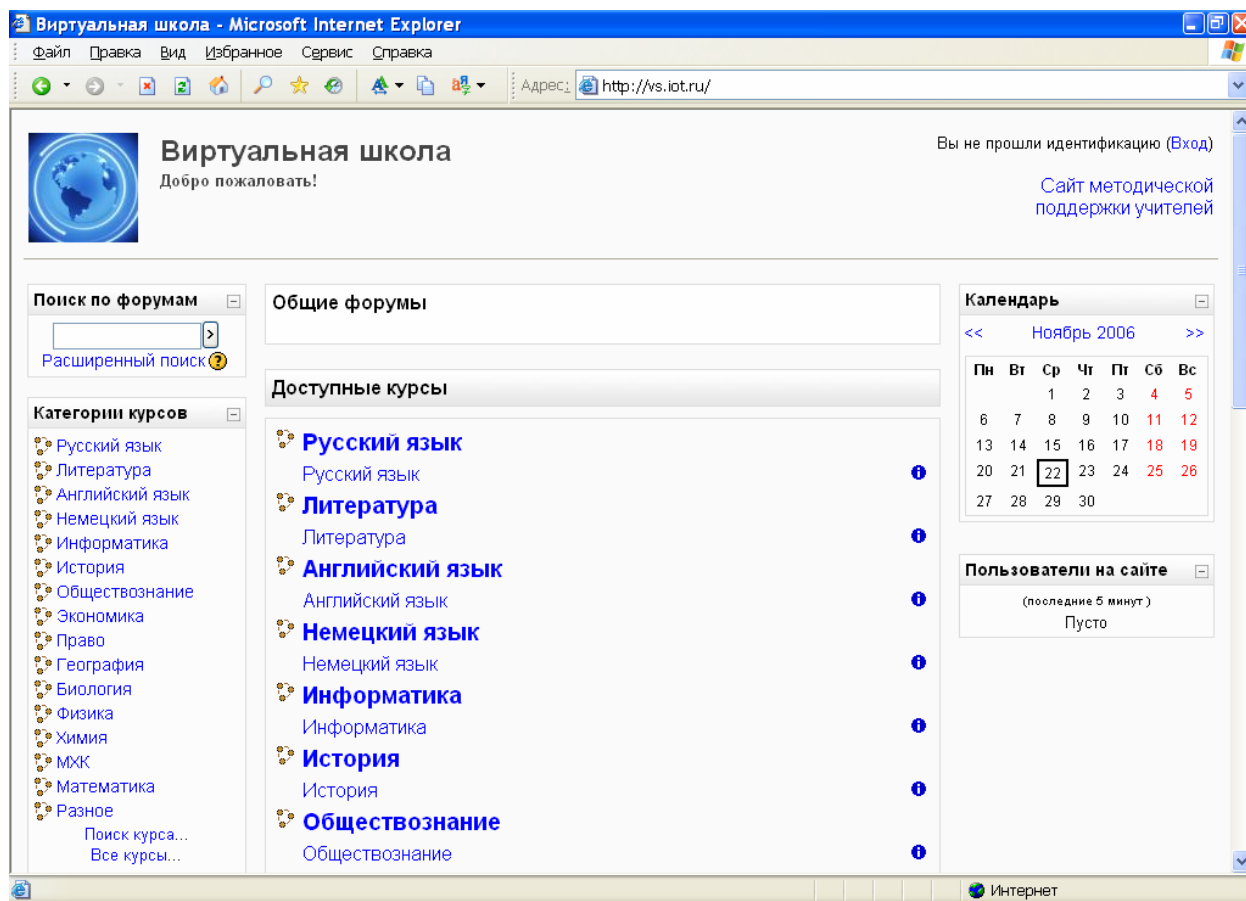 Виртуальная школа - Microsoft Internet Explorer
Файл Правка Вид Избранное Сервис Справка
Адрес: http://vs.iot.ru/
Виртуальная школа
Добро пожаловать!
Вы не прошли идентификацию (Вход)
Сайт методической
поддержки учителей
Поиск по форумам
>
Расширенный поиск ?
Категории курсов
Русский язык
Литература
Английский язык
Немецкий язык
Информатика
История
Обществознание
Экономика
Право
География
Биология
Физика
Химия
МХК
Математика
Разное
Поиск курса...
Все курсы...
Общие форумы
Доступные курсы
Русский язык
Русский язык
Литература
Литература
Английский язык
Английский язык
Немецкий язык
Немецкий язык
Информатика
Информатика
История
История
Обществознание
Обществознание
Календарь
<< Ноябрь 2006 >>
Пн Вт Ср Чт Пт Сб Вс
1 2 3 4 5
6 7 8 9 10 11 12
13 14 15 16 17 18 19
20 21 22 23 24 25 26
27 28 29 30
Пользователи на сайте
(последние 5 минут)
Пусто
Интернет